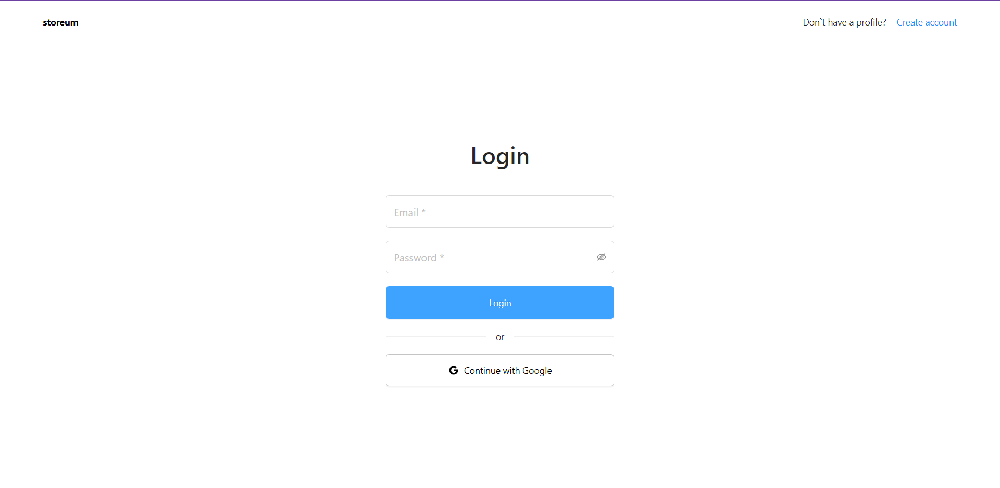 storeum
Don`t have a profile? Create account
Login
Email *
Password *
Login
or
Continue with Google